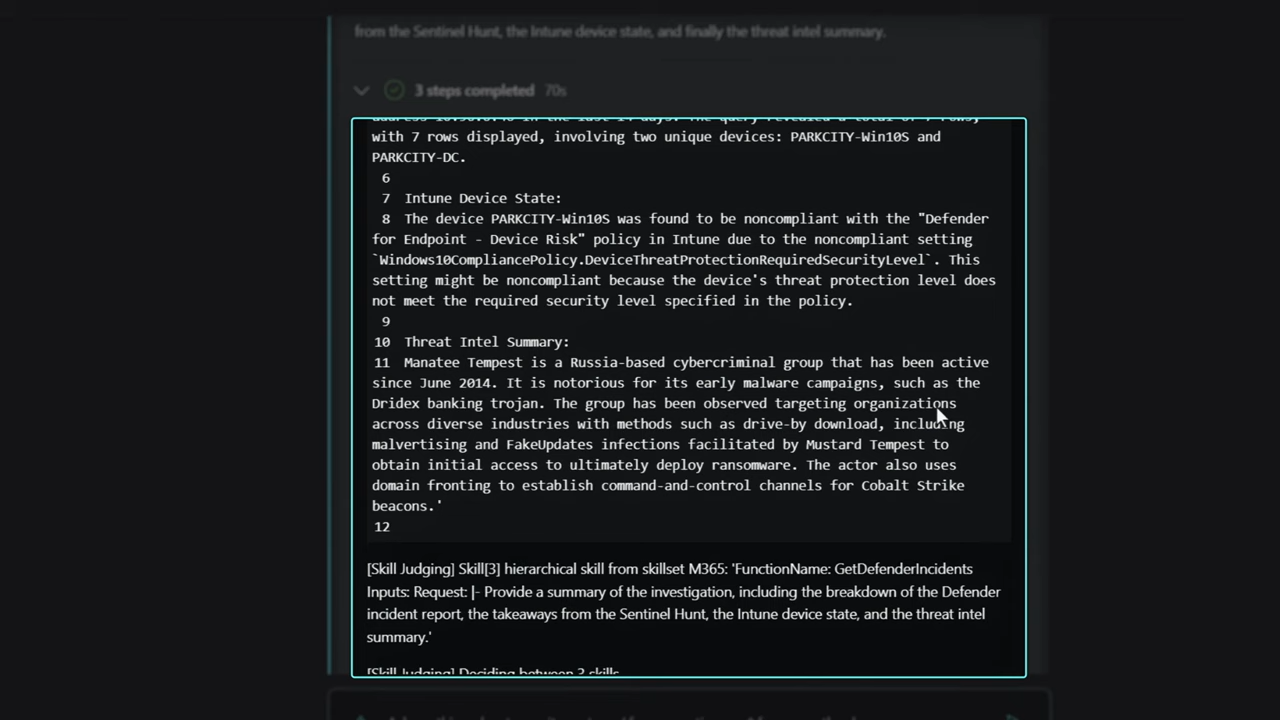 from the Sentinel Hunt, the Intune device state, and finally the threat intel summary.
3 steps completed 70s
with 7 rows displayed, involving two unique devices: PARKCITY-Win10S and
PARKCITY-DC.
6
7 Intune Device State:
8 The device PARKCITY-Win10S was found to be noncompliant with the "Defender
for Endpoint - Device Risk" policy in Intune due to the noncompliant setting
`Windows10CompliancePolicy.DeviceThreatProtectionRequiredSecurityLevel`. This
setting might be noncompliant because the device's threat protection level does
not meet the required security level specified in the policy.
9
10 Threat Intel Summary:
11 Manatee Tempest is a Russia-based cybercriminal group that has been active
since June 2014. It is notorious for its early malware campaigns, such as the
Dridex banking trojan. The group has been observed targeting organizations
across diverse industries with methods such as drive-by download, including
malvertising and FakeUpdates infections facilitated by Mustard Tempest to
obtain initial access to ultimately deploy ransomware. The actor also uses
domain fronting to establish command-and-control channels for Cobalt Strike
beacons.'
12
[Skill Judging] Skill[3] hierarchical skill from skillset M365: 'FunctionName: GetDefenderIncidents
Inputs: Request: |- Provide a summary of the investigation, including the breakdown of the Defender
incident report, the takeaways from the Sentinel Hunt, the Intune device state, and the threat intel
summary.'
[Skill Judging] Deciding between 3 skills